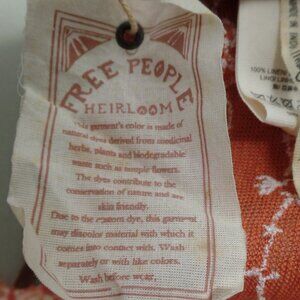 FREE PEOPLE
HEIRLOOM
This garment's color is made of
natural dyes derived from medicinal
herbs, plants and biodegradable
waste such as temple flowers.
The dyes contribute to the
conservation of nature and are
skin friendly.
Due to the custom dye, this garment
may discolor material with which it
comes into contact with. Wash
separately or with like colors.
Wash before wear.
100% LINEN